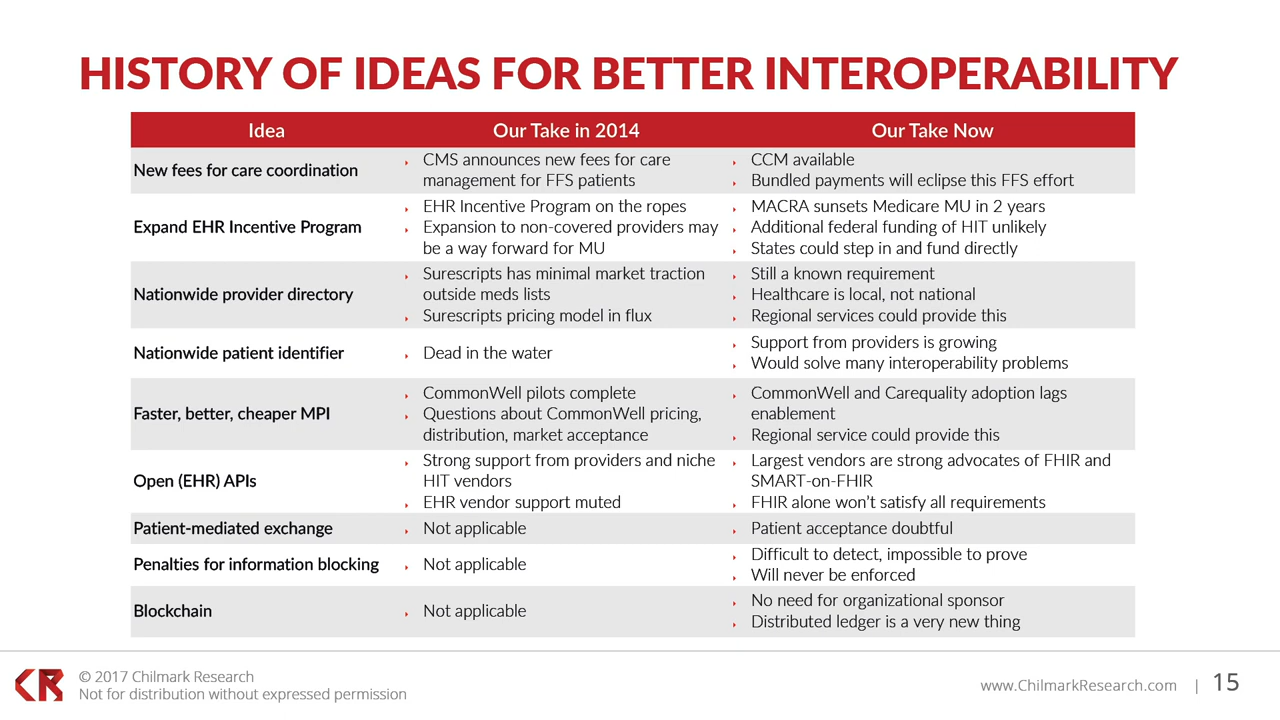 HISTORY OF IDEAS FOR BETTER INTEROPERABILITY
Idea
Our Take in 2014
Our Take Now
New fees for care coordination
CMS announces new fees for care
management for FFS patients
CCM available
Bundled payments will eclipse this FFS effort
Expand EHR Incentive Program
EHR Incentive Program on the ropes
Expansion to non-covered providers may
be a way forward for MU
MACRA sunsets Medicare MU in 2 years
Additional federal funding of HIT unlikely
States could step in and fund directly
Nationwide provider directory
Surescripts has minimal market traction
outside meds lists
Surescripts pricing model in flux
Still a known requirement
Healthcare is local, not national
Regional services could provide this
Nationwide patient identifier
Dead in the water
Support from providers is growing
Would solve many interoperability problems
Faster, better, cheaper MPI
CommonWell pilots complete
Questions about CommonWell pricing,
distribution, market acceptance
CommonWell and Carequality adoption lags
enablement
Regional service could provide this
Open (EHR) APIs
Strong support from providers and niche
HIT vendors
EHR vendor support muted
Largest vendors are strong advocates of FHIR and
SMART-on-FHIR
FHIR alone won't satisfy all requirements
Patient-mediated exchange
Not applicable
Patient acceptance doubtful
Penalties for information blocking
Not applicable
Difficult to detect, impossible to prove
Will never be enforced
Blockchain
Not applicable
No need for organizational sponsor
Distributed ledger is a very new thing
CR
© 2017 Chilmark Research
Not for distribution without expressed permission
www.ChilmarkResearch.com | 15